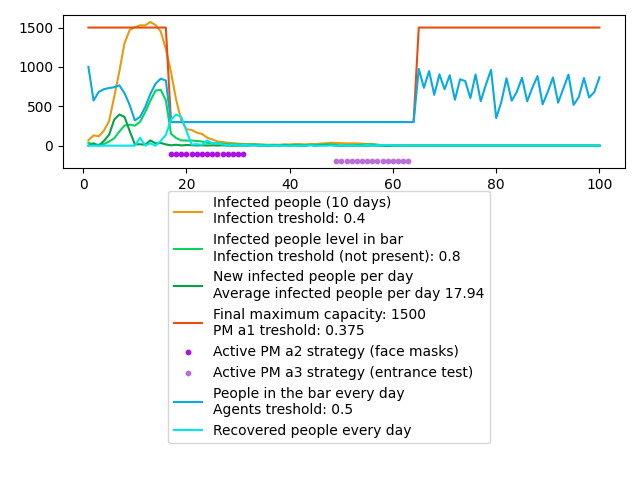 1500
1000
500
0
0
20
40
60
80
100
Infected people (10 days)
Infection treshold: 0.4
Infected people level in bar
Infection treshold (not present): 0.8
New infected people per day
Average infected people per day 17.94
Final maximum capacity: 1500
PM a1 treshold: 0.375
Active PM a2 strategy (face masks)
Active PM a3 strategy (entrance test)
People in the bar every day
Agents treshold: 0.5
Recovered people every day